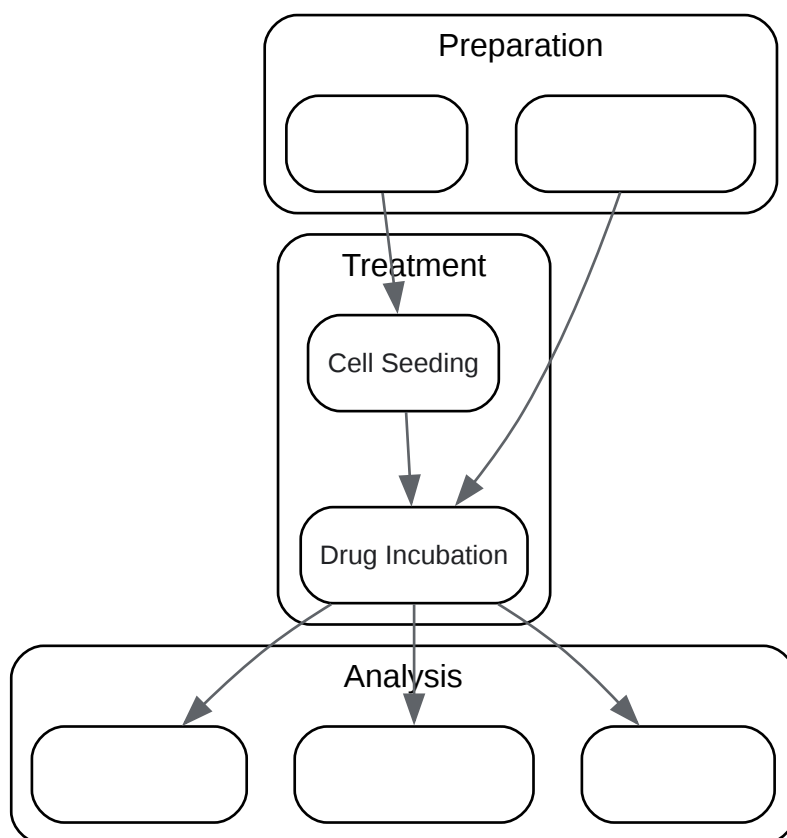 Preparation
Treatment
Cell Seeding
Drug Incubation
Analysis